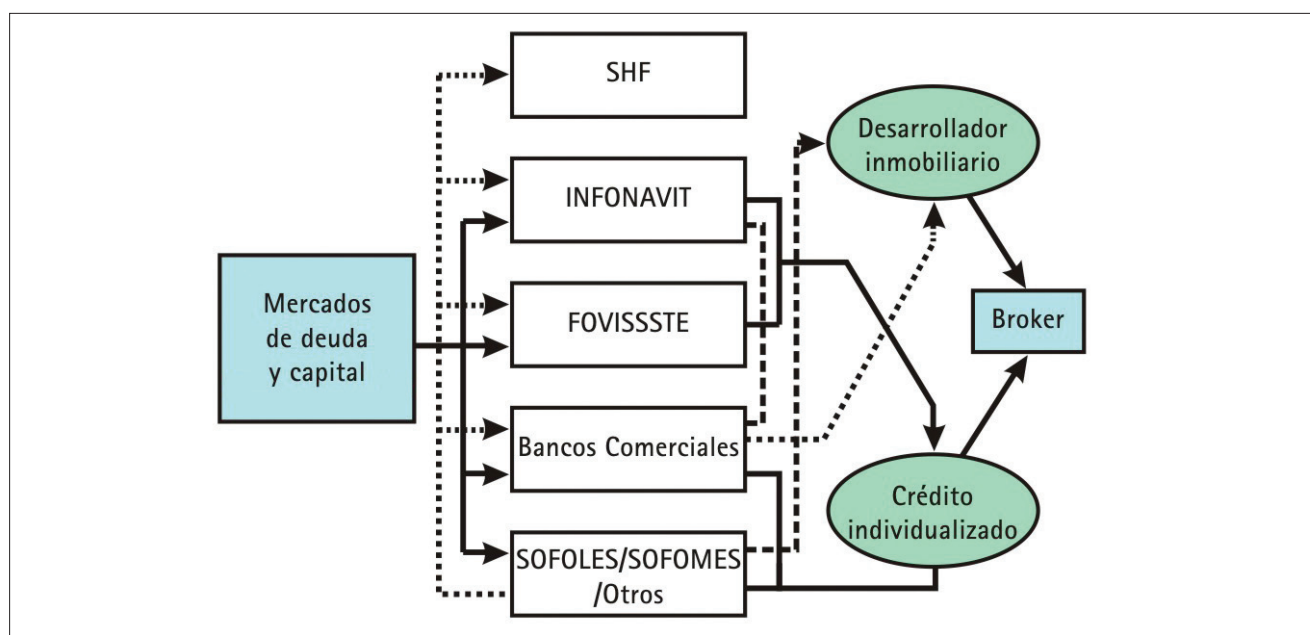 SHF
INFONAVIT
FOVISSSTE
Bancos Comerciales
SOFOLES/SOFOMES
/Otros
Mercados
de deuda
y capital
Desarrollador
inmobiliario
Broker
Crédito
individualizado